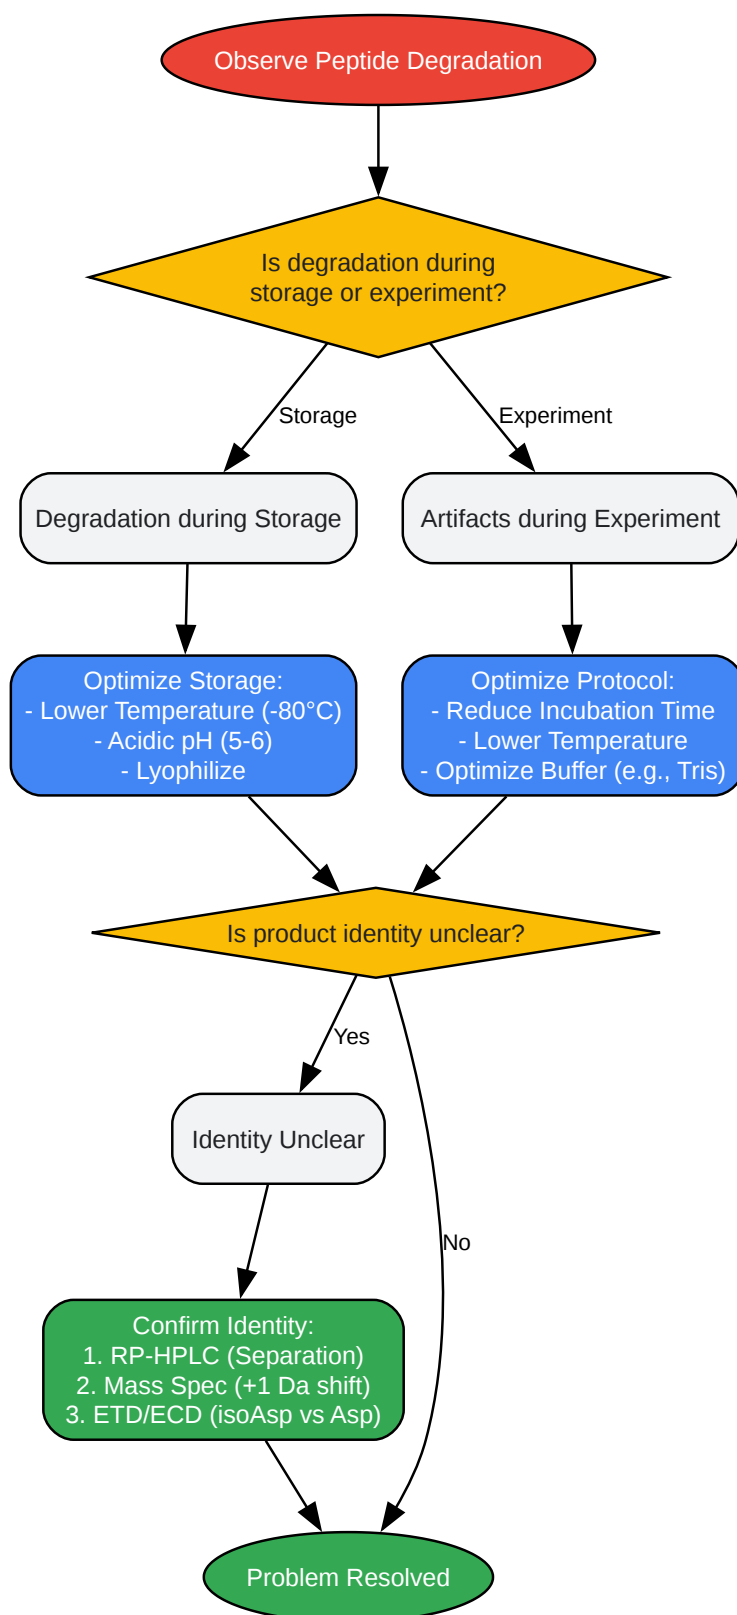 Observe Peptide Degradation
Is degradation during
storage or experiment?
Storage
Experiment
Degradation during Storage
Artifacts during Experiment
Optimize Storage:
- Lower Temperature (-80°C)
- Acidic pH (5-6)
- Lyophilize
Optimize Protocol:
- Reduce Incubation Time
- Lower Temperature
- Optimize Buffer (e.g., Tris)
Is product identity unclear?
Yes
Identity Unclear
No
Confirm Identity:
1. RP-HPLC (Separation)
2. Mass Spec (+1 Da shift)
3. ETD/ECD (isoAsp vs Asp)
Problem Resolved